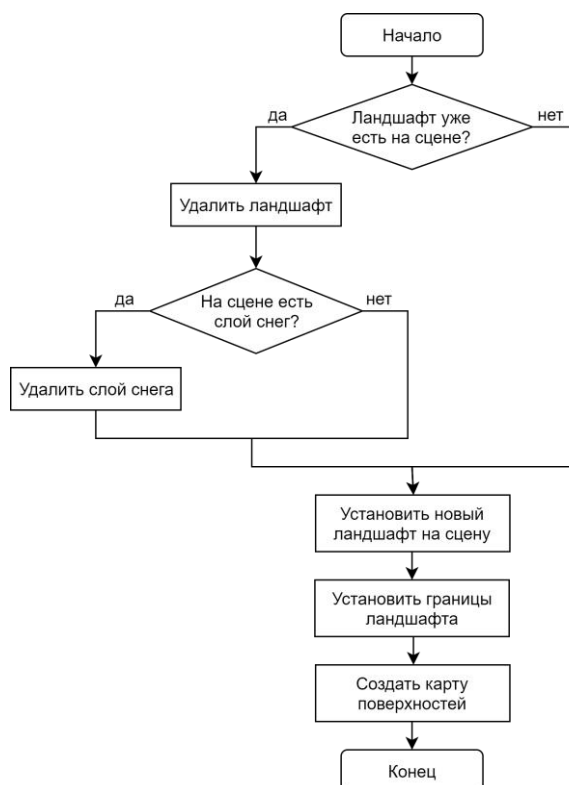 Начало
да
Ландшафт уже
есть на сцене?
нет
Удалить ландшафт
да
На сцене есть
слой снег?
нет
Удалить слой снега
Установить новый
ландшафт на сцену
Установить границы
ландшафта
Создать карту
поверхностей
Конец